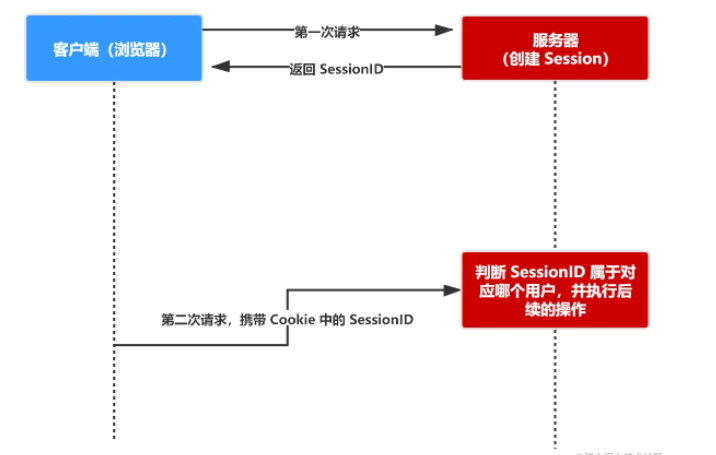 客户端（浏览器）
第一次请求
服务器
（创建 Session）
返回 SessionID
判断 SessionID 属于对
应哪个用户，并执行后
续的操作
第二次请求，携带 Cookie 中的 SessionID